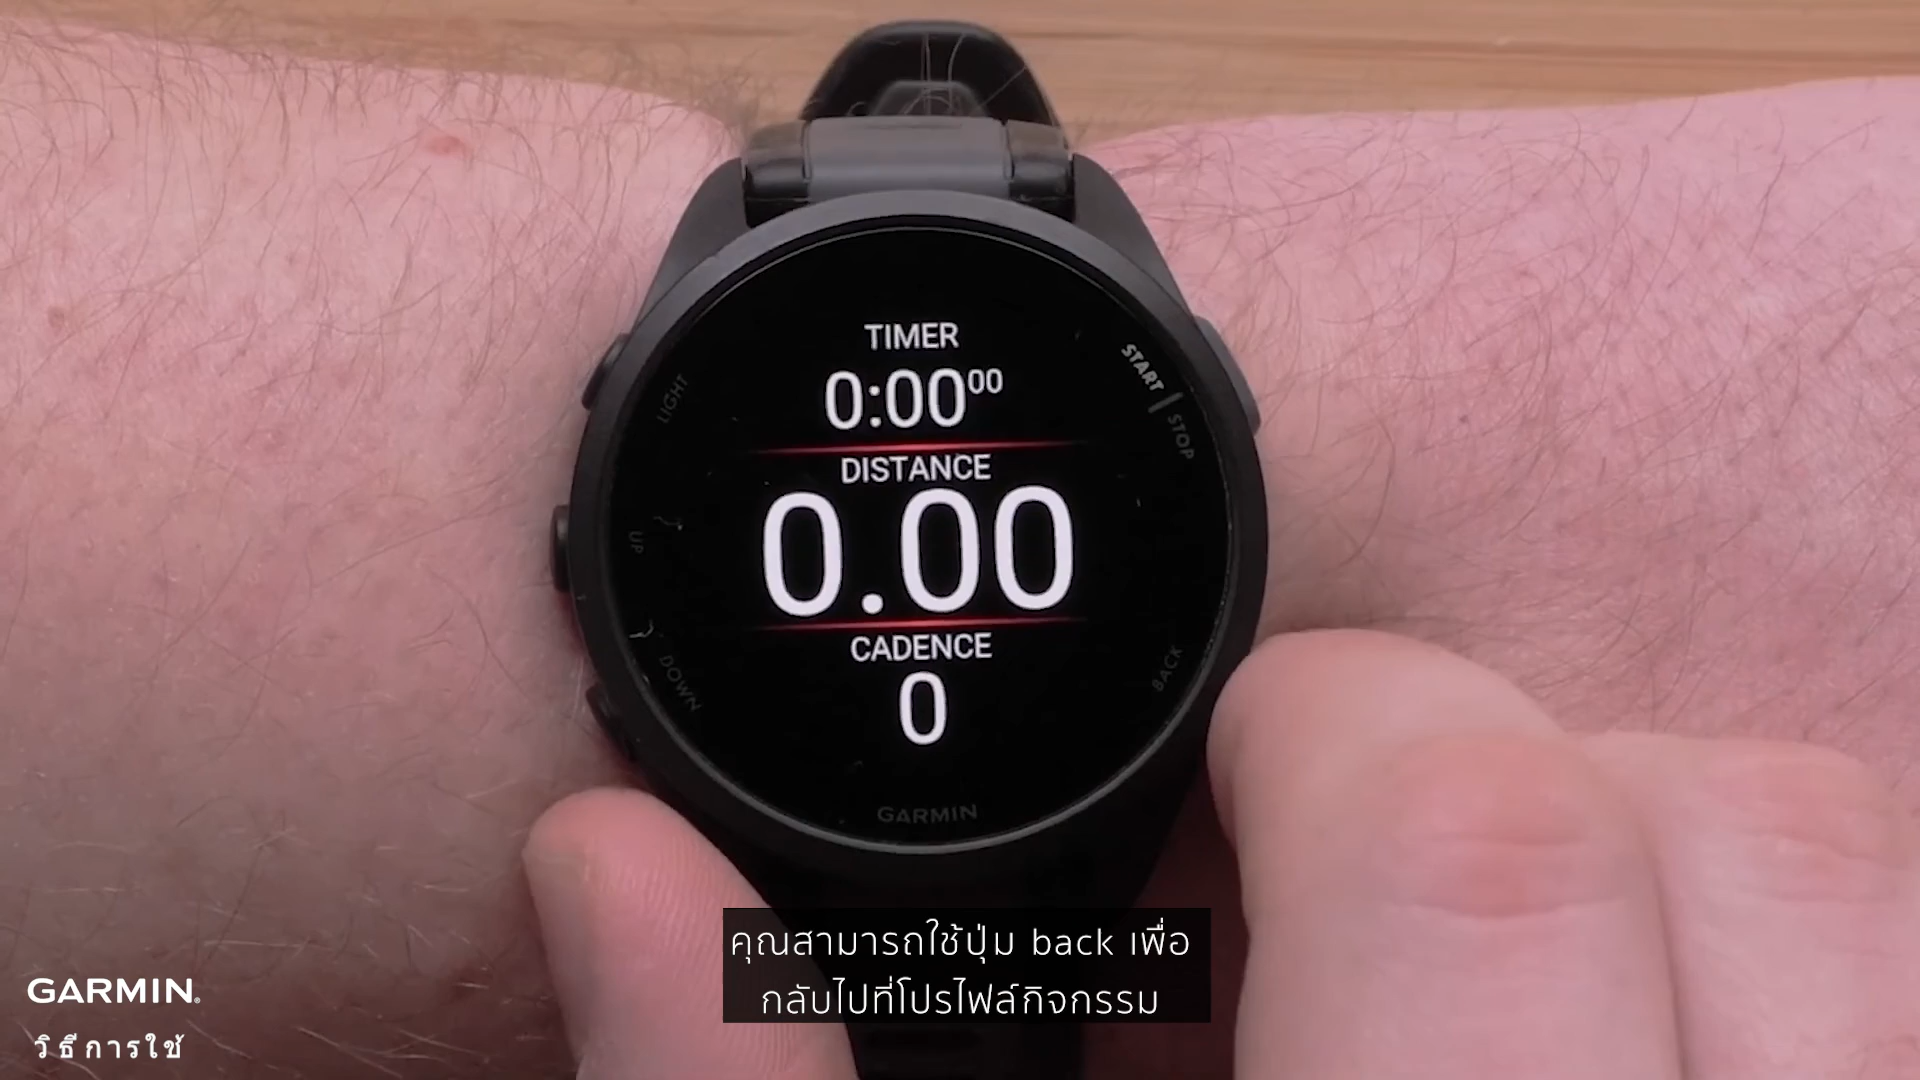 TIMER
0:00 00
DISTANCE
0.00
CADENCE
0
LIGHT
UP
DOWN
START | STOP
BACK
GARMIN
คุณสามารถใช้ปุ่ม back เพื่อ
กลับไปที่โปรไฟล์กิจกรรม
GARMIN®
วิธีการใช้